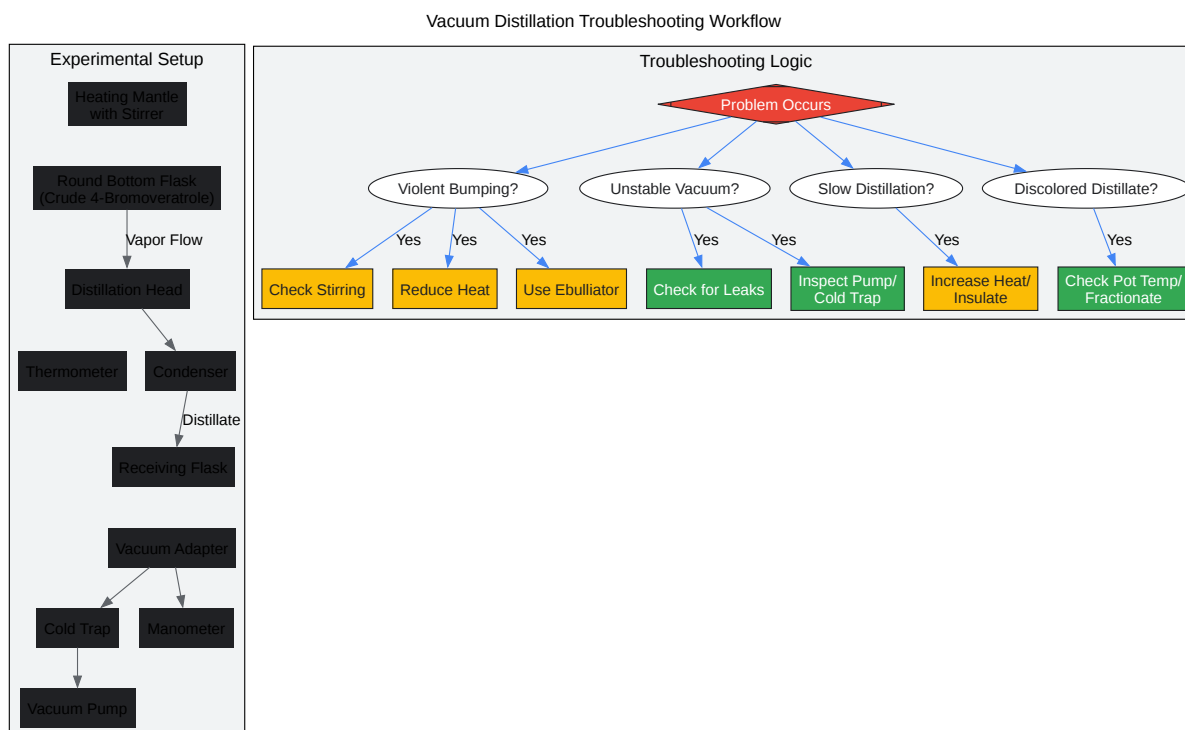 Vacuum Distillation Troubleshooting Workflow
Experimental Setup
Heating Mantle
with Stirrer
Round Bottom Flask
(Crude 4-Bromoveratrole)
Vapor Flow
Distillation Head
Thermometer
Condenser
Distillate
Receiving Flask
Vacuum Adapter
Cold Trap
Manometer
Vacuum Pump
Troubleshooting Logic
Problem Occurs
Violent Bumping?
Unstable Vacuum?
Slow Distillation?
Discolored Distillate?
Yes
Yes
Yes
Yes
Yes
Yes
Yes
Check Stirring
Reduce Heat
Use Ebulliator
Check for Leaks
Inspect Pump/
Cold Trap
Increase Heat/
Insulate
Check Pot Temp/
Fractionate